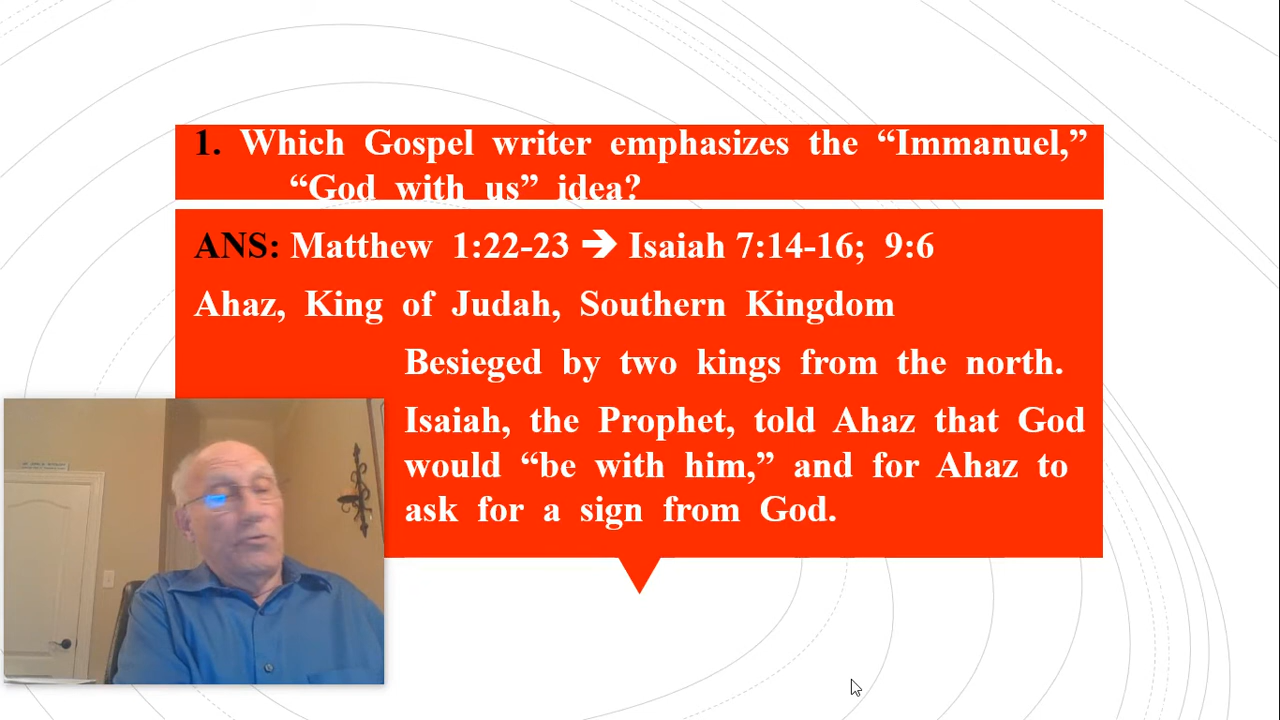 1. Which Gospel writer emphasizes the “Immanuel,”
“God with us” idea?
ANS: Matthew 1:22-23 ➔ Isaiah 7:14-16; 9:6
Ahaz, King of Judah, Southern Kingdom
Besieged by two kings from the north.
Isaiah, the Prophet, told Ahaz that God
would “be with him,” and for Ahaz to
ask for a sign from God.